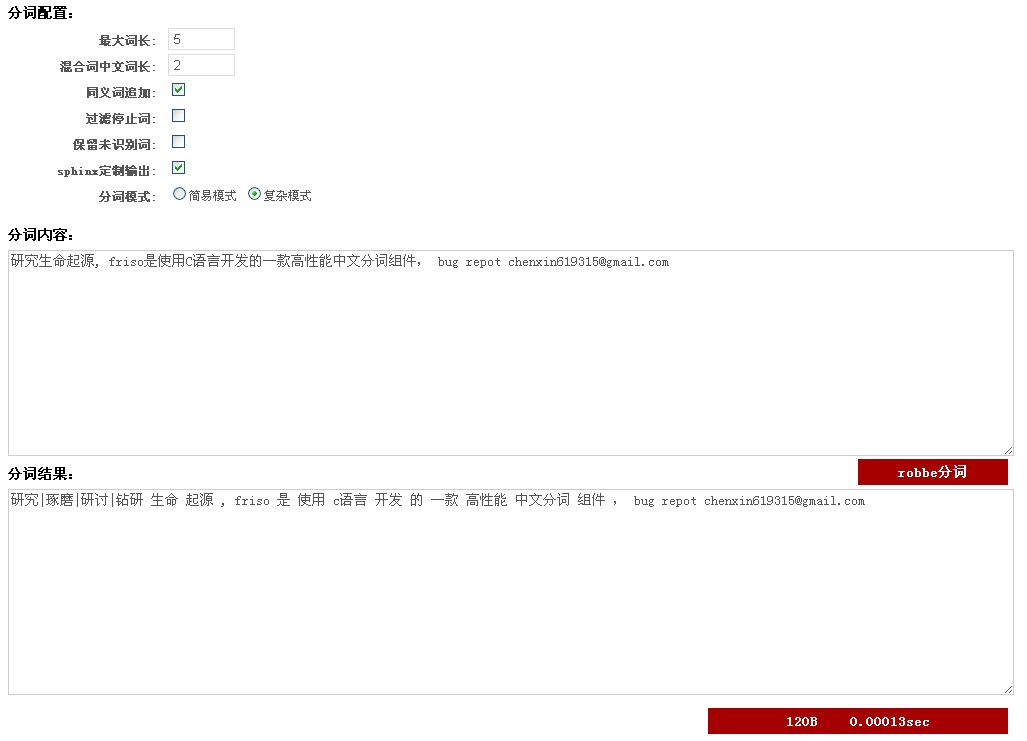 分词配置:
最大词长: 5
混合词中文词长: 2
同义词追加:
过滤停止词:
保留未识别词:
sphinx定制输出:
分词模式: 简易模式 复杂模式
分词内容:
研究生命起源, friso是使用C语言开发的一款高性能中文分词组件， bug repot chenxin619315@gmail.com
robbe分词
分词结果:
研究|琢磨|研讨|钻研 生命 起源 , friso 是 使用 c语言 开发 的 一款 高性能 中文分词 组件 ， bug repot chenxin619315@gmail.com
120B 0.00013sec